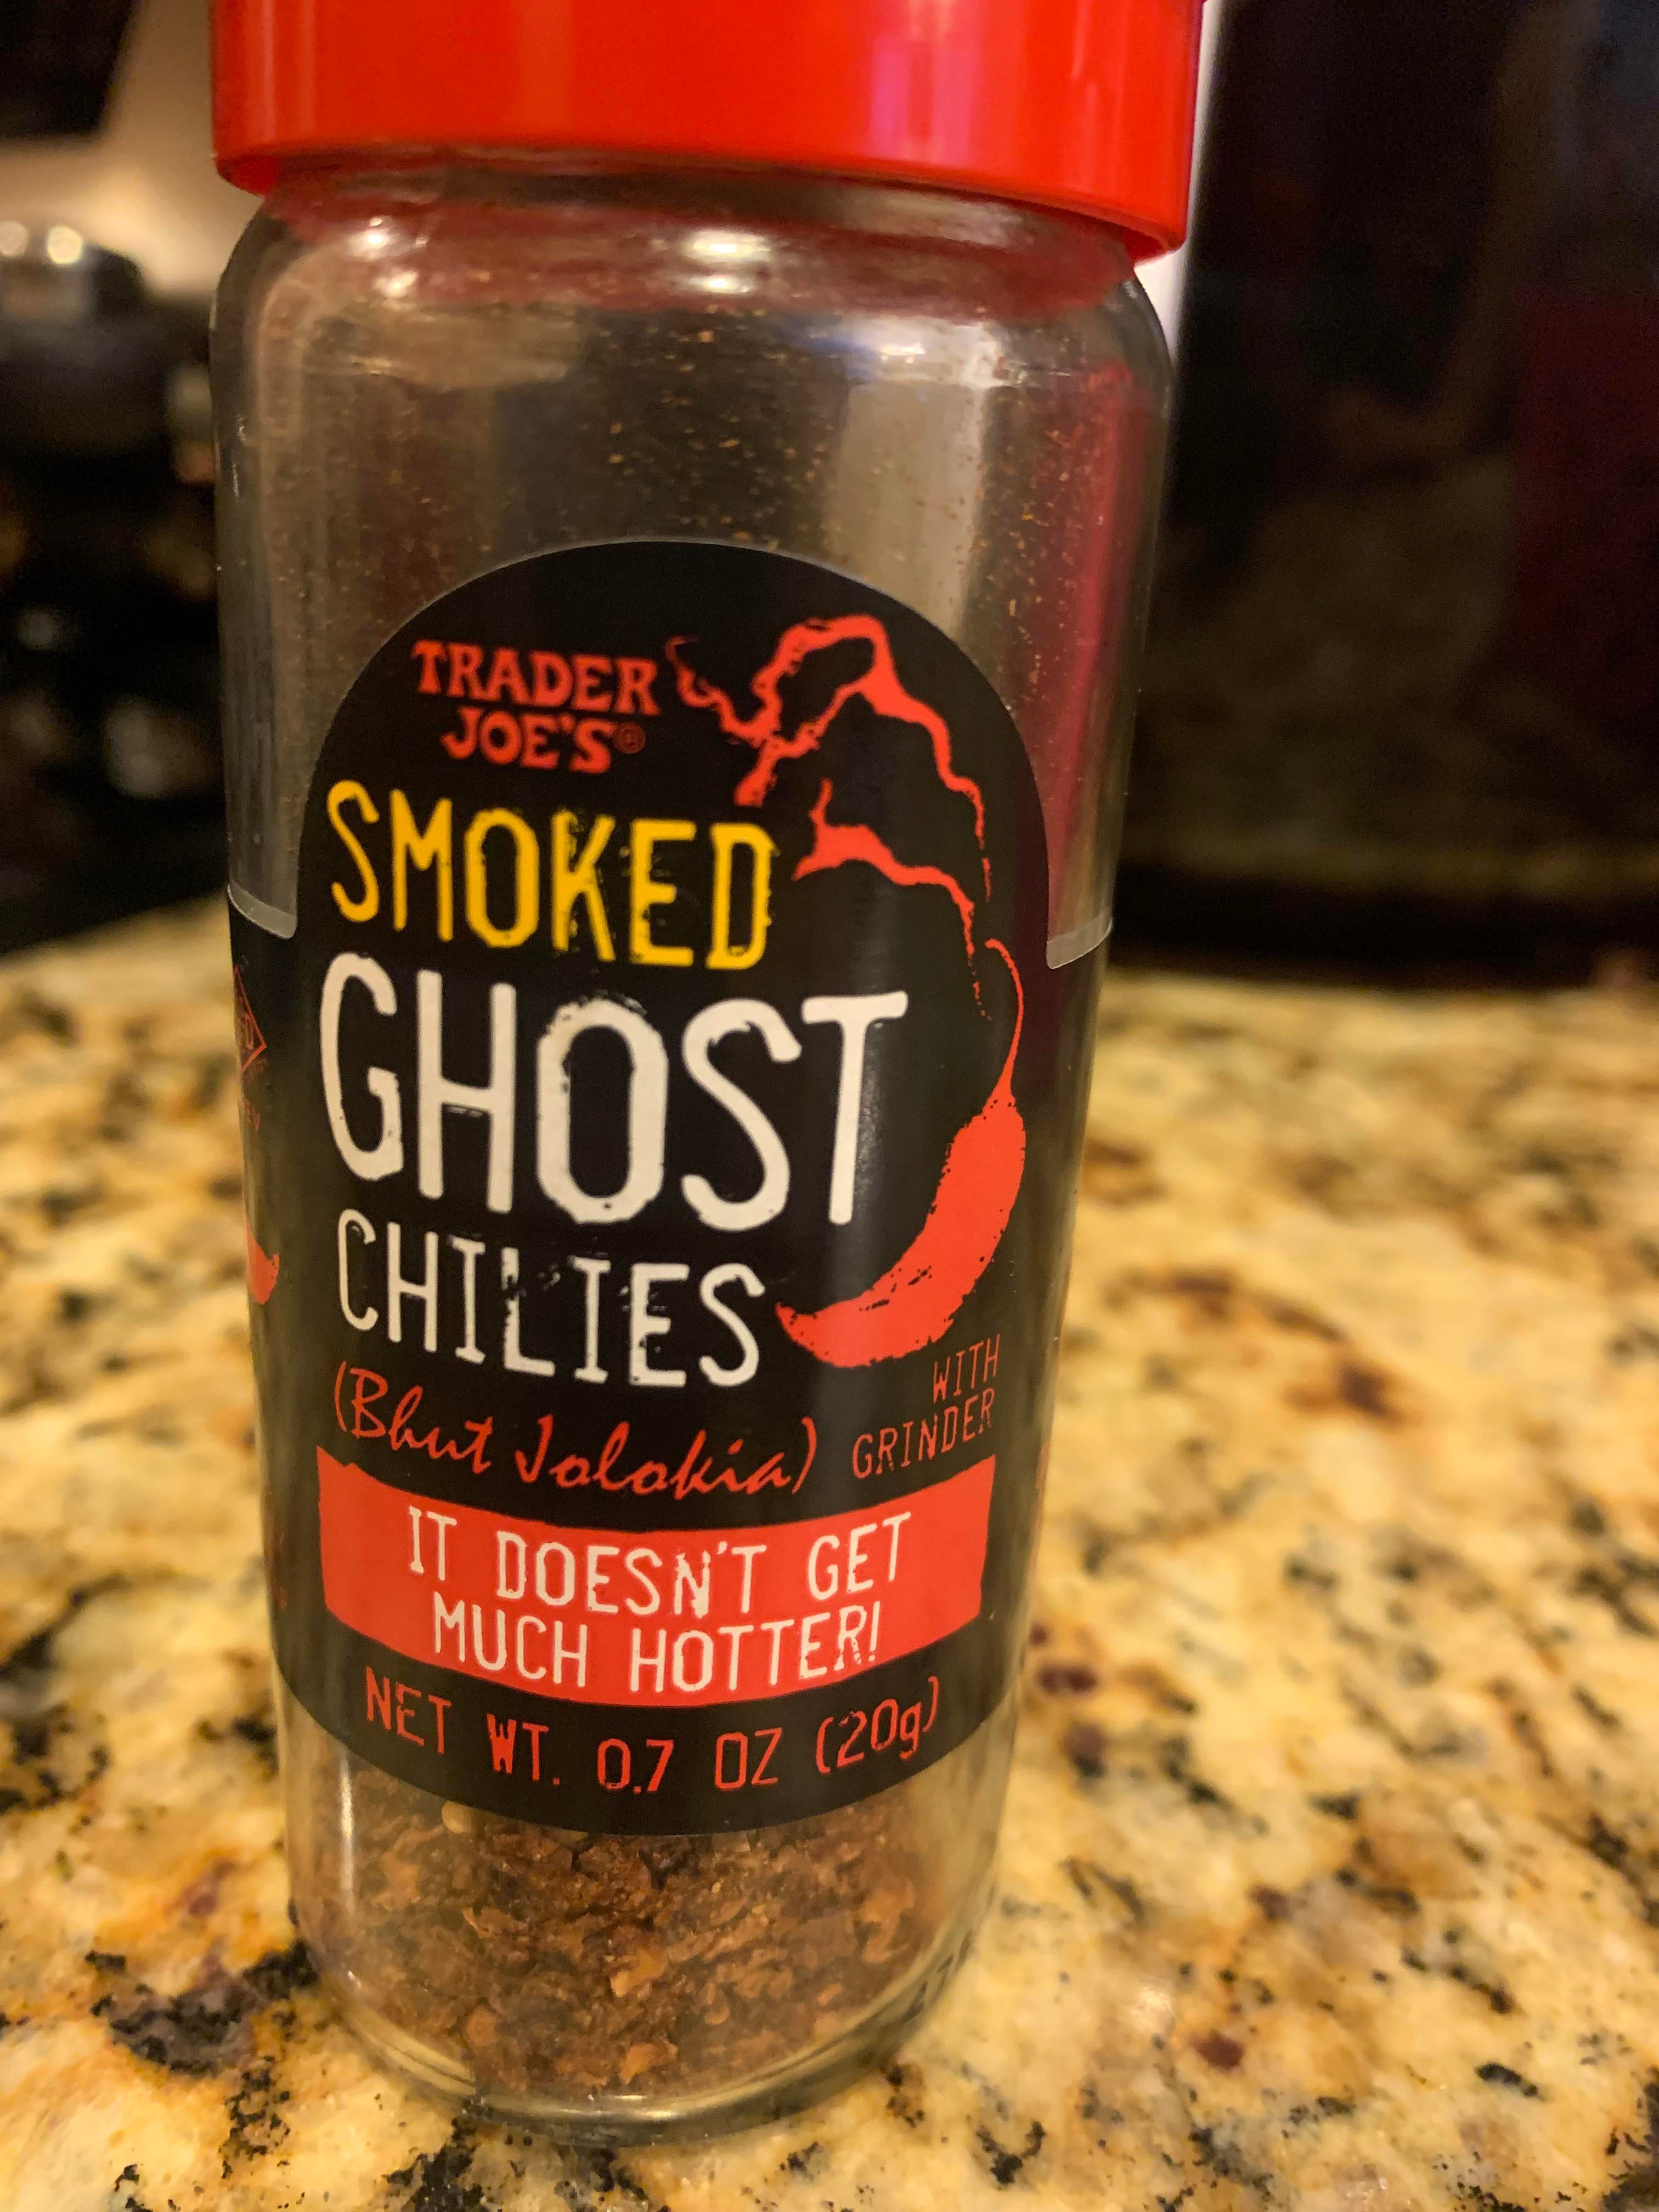 TRADER
JOE'S®
SMOKED
GHOST
CHILIES
(Bhut Jolokia)
WITH
GRINDER
IT DOESN'T GET
MUCH HOTTER!
NET WT. 0.7 OZ (20g)